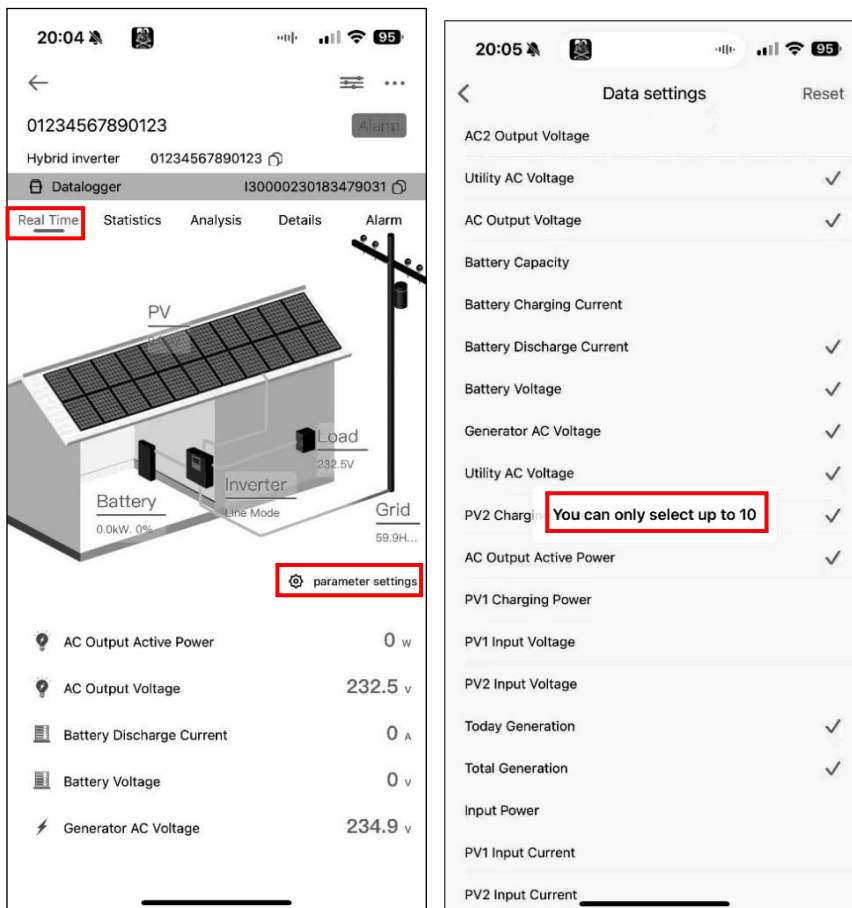 20:04
95
01234567890123
Alarm
Hybrid inverter 01234567890123
Datalogger I30000230183479031
Real Time Statistics Analysis Details Alarm
PV
Load
232.5V
Inverter
Line Mode
Battery
0.0kW, 0%
Grid
59.9H...
parameter settings
AC Output Active Power 0 W
AC Output Voltage 232.5 V
Battery Discharge Current 0 A
Battery Voltage 0 V
Generator AC Voltage 234.9 V
20:05
95
Data settings Reset
AC2 Output Voltage
Utility AC Voltage
AC Output Voltage
Battery Capacity
Battery Charging Current
Battery Discharge Current
Battery Voltage
Generator AC Voltage
Utility AC Voltage
PV2 Chargin
You can only select up to 10
AC Output Active Power
PV1 Charging Power
PV1 Input Voltage
PV2 Input Voltage
Today Generation
Total Generation
Input Power
PV1 Input Current
PV2 Input Current